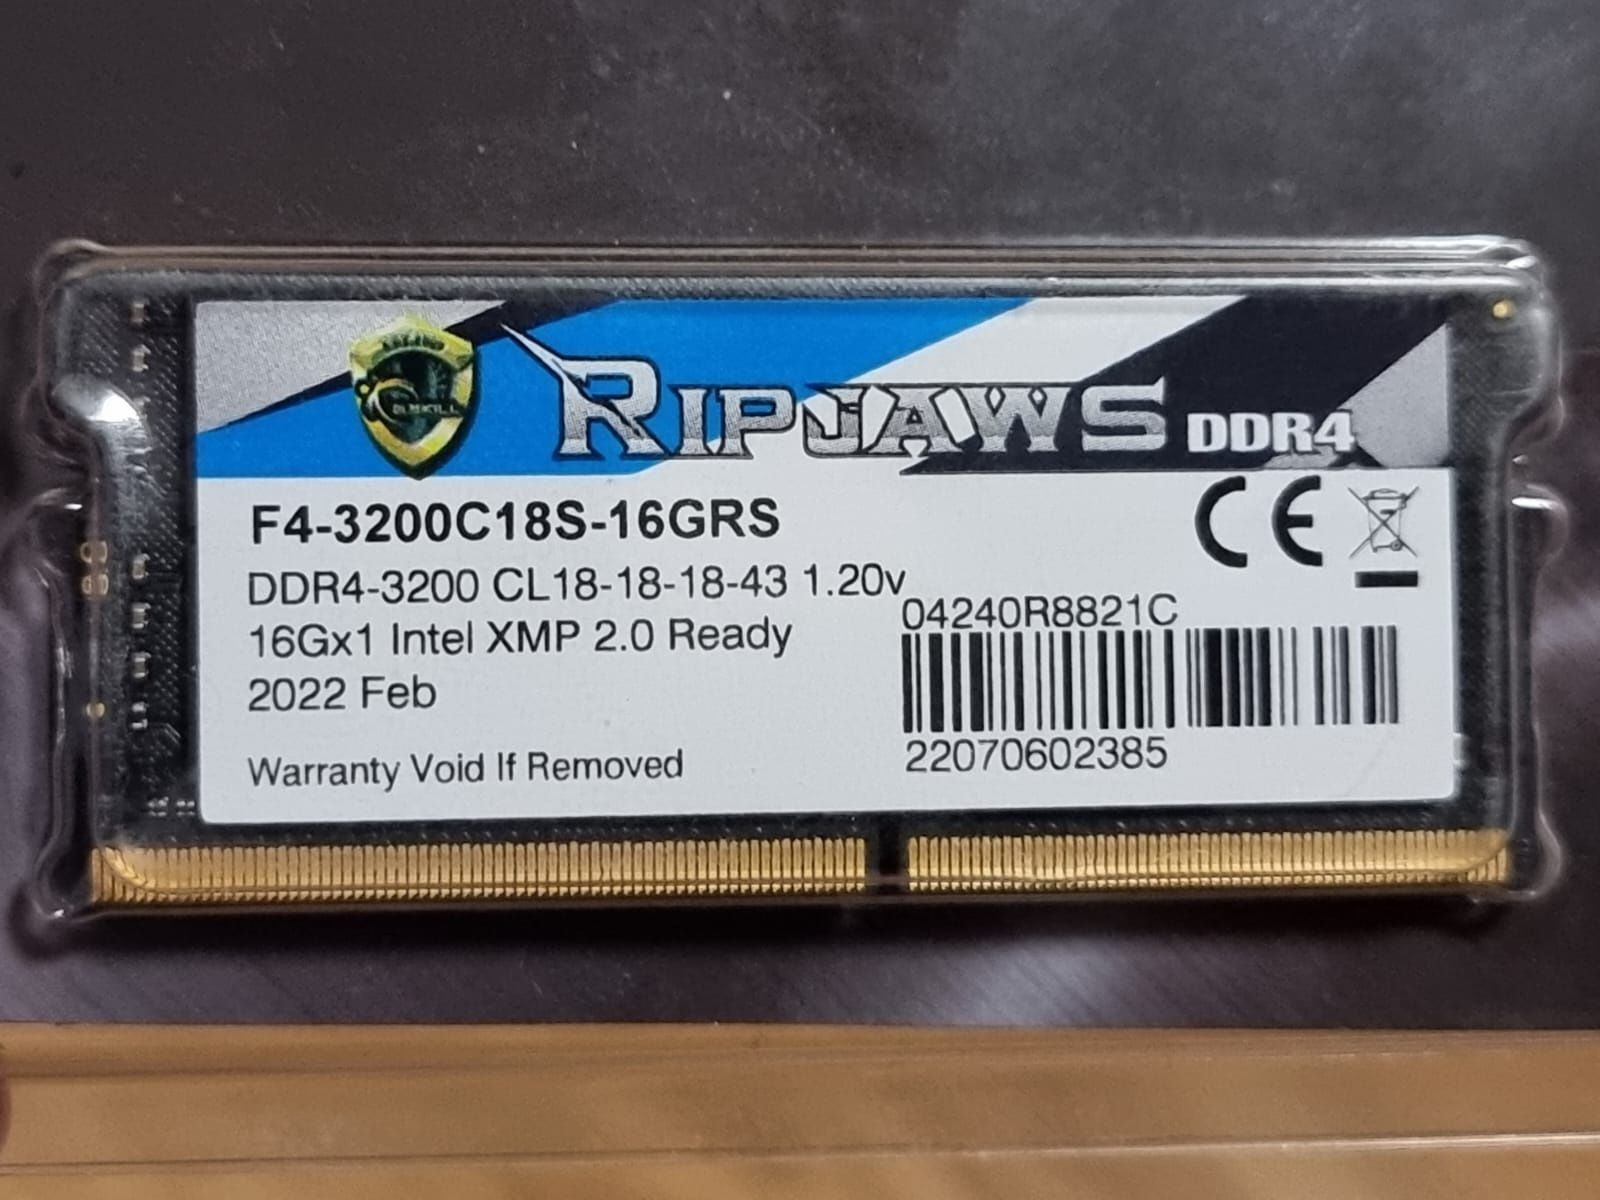 G.SKILL
RIPJAWS DDR4
F4-3200C18S-16GRS
CE
DDR4-3200 CL18-18-18-43 1.20v
04240R8821C
16Gx1 Intel XMP 2.0 Ready
2022 Feb
22070602385
Warranty Void If Removed